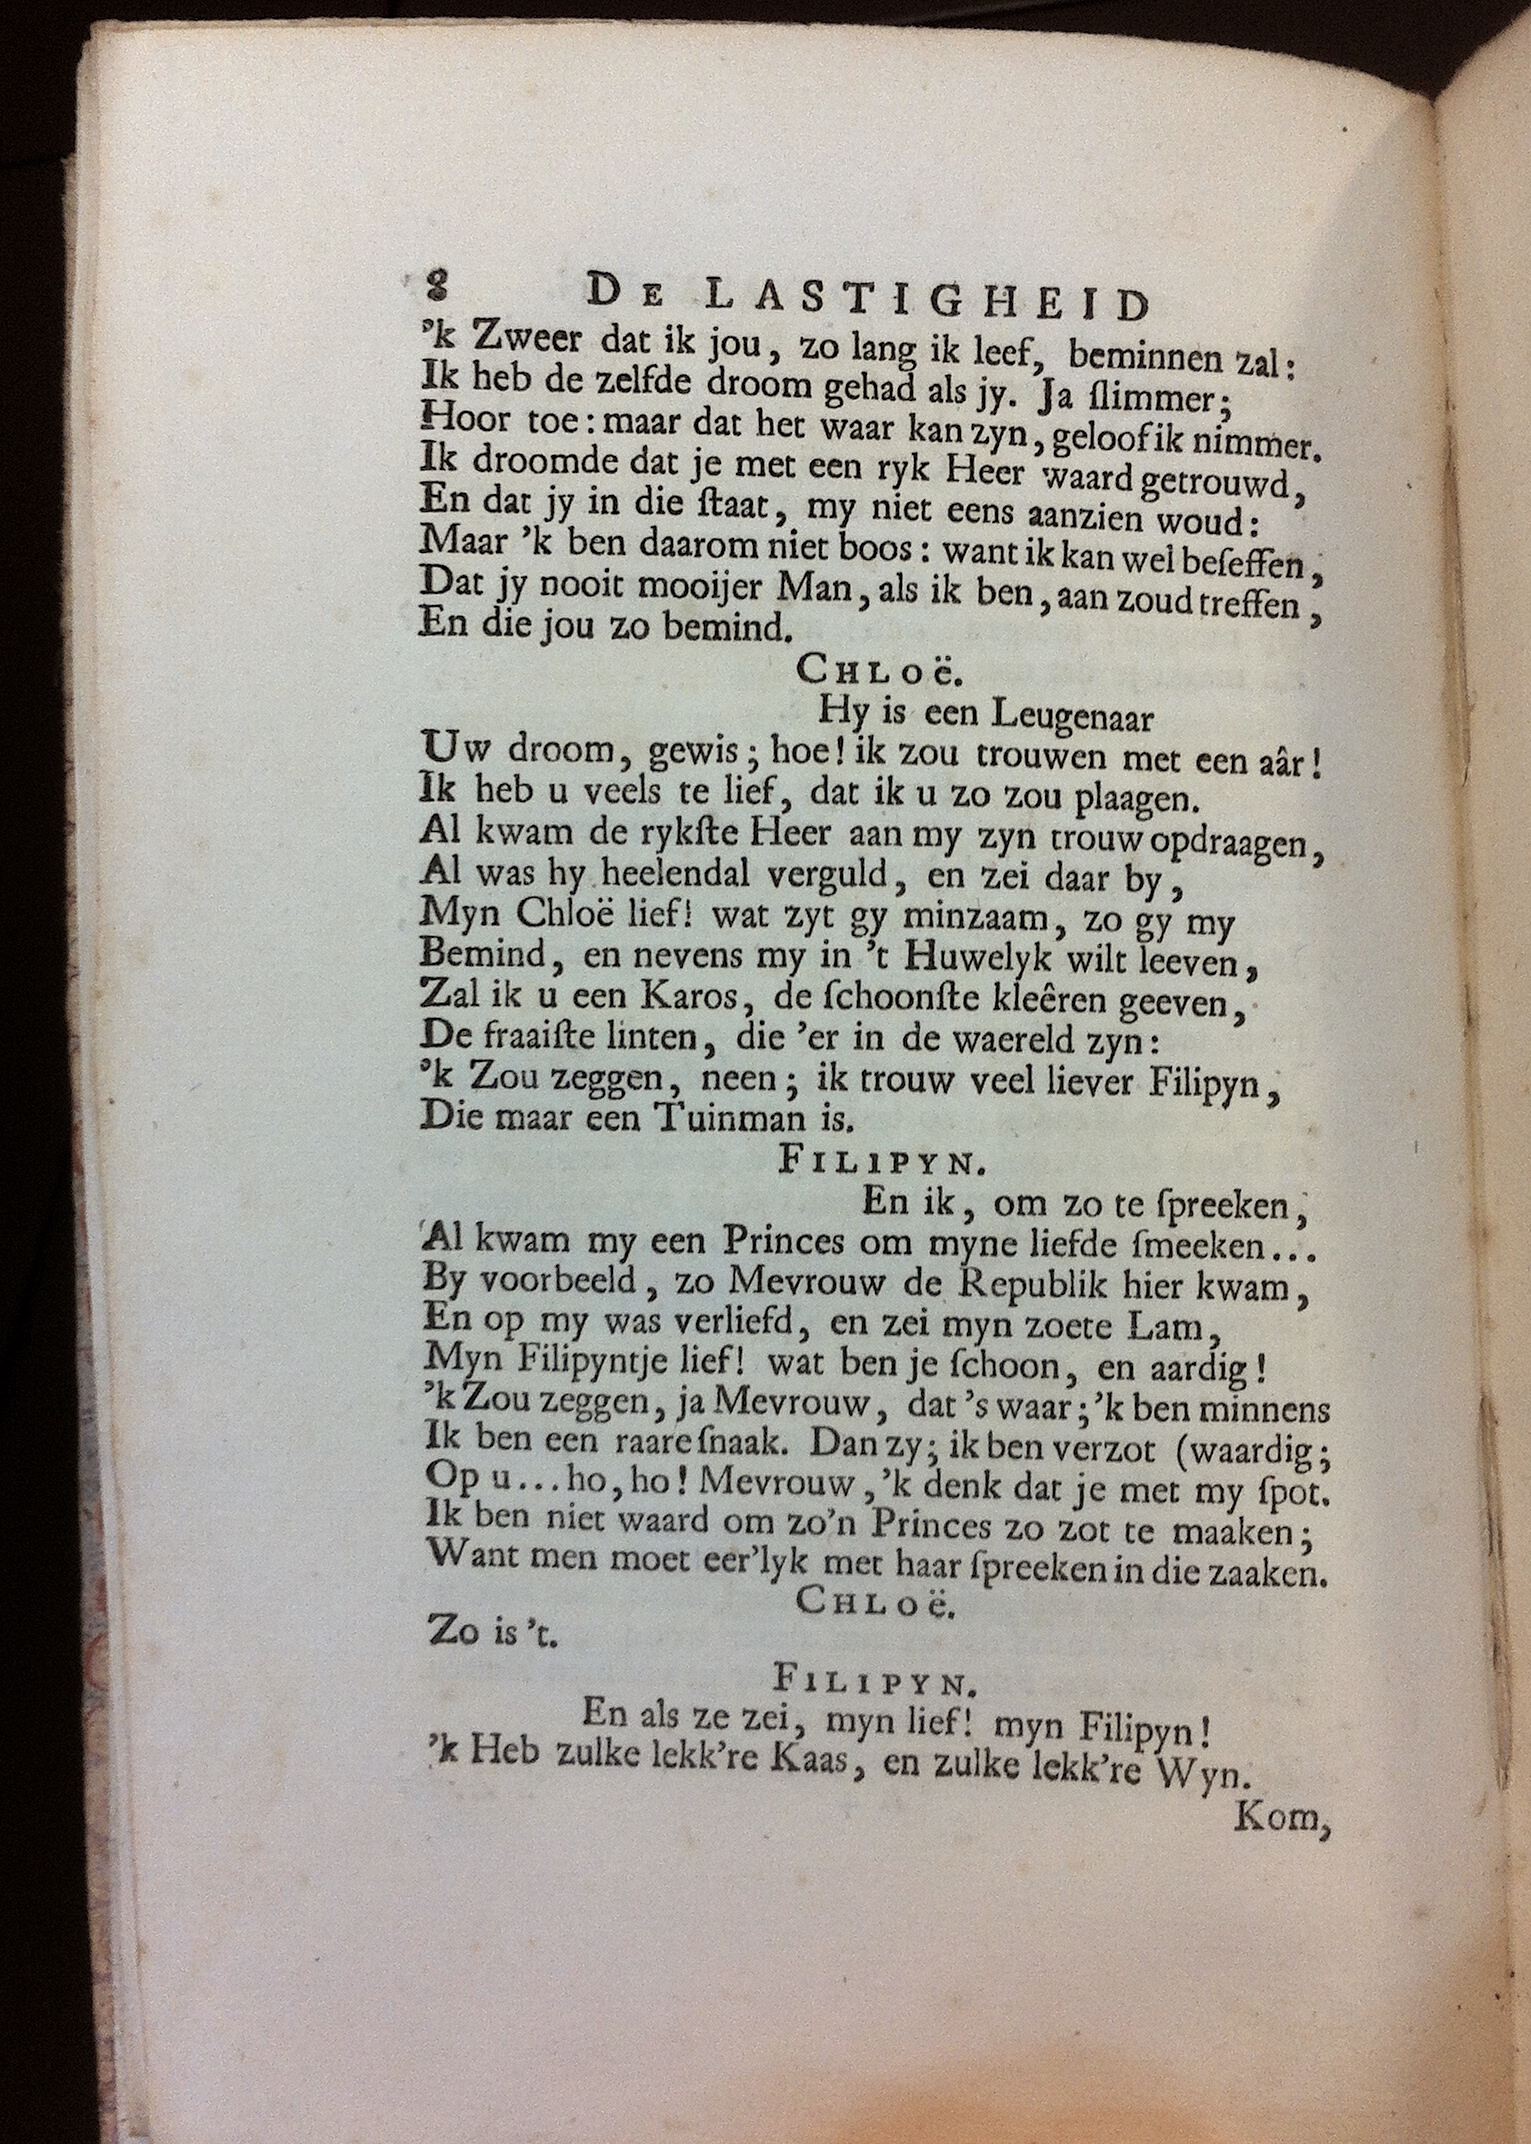 8 DE LASTIGHEID
’k Zweer dat ik jou, zo lang ik leef, beminnen zal:
Ik heb de zelfde droom gehad als jy. Ja ſlimmer;
Hoor toe: maar dat het waar kan zyn, geloof ik nimmer.
Ik droomde dat je met een ryk Heer waard getrouwd,
En dat jy in die ſtaat, my niet eens aanzien woud:
Maar ’k ben daarom niet boos: want ik kan wel beſeffen,
Dat jy nooit mooijer Man, als ik ben, aan zoud treffen,
En die jou zo bemind.
CHLOË.
Hy is een Leugenaar
Uw droom, gewis; hoe! ik zou trouwen met een aâr!
Ik heb u veels te lief, dat ik u zo zou plaagen.
Al kwam de rykſte Heer aan my zyn trouw opdraagen,
Al was hy heelendal verguld, en zei daar by,
Myn Chloë lief! wat zyt gy minzaam, zo gy my
Bemind, en nevens my in ’t Huwelyk wilt leeven,
Zal ik u een Karos, de ſchoonſte kleêren geeven,
De fraaiſte linten, die ’er in de waereld zyn:
’k Zou zeggen, neen; ik trouw veel liever Filipyn,
Die maar een Tuinman is.
FILIPYN.
En ik, om zo te ſpreeken,
Al kwam my een Princes om myne liefde ſmeeken...
By voorbeeld, zo Mevrouw de Republik hier kwam,
En op my was verliefd, en zei myn zoete Lam,
Myn Filipyntje lief! wat ben je ſchoon, en aardig!
’k Zou zeggen, ja Mevrouw, dat ’s waar; ’k ben minnens
Ik ben een raare ſnaak. Dan zy; ik ben verzot (waardig;
Op u... ho, ho! Mevrouw, ’k denk dat je met my ſpot.
Ik ben niet waard om zo’n Princes zo zot te maaken;
Want men moet eer’lyk met haar ſpreeken in die zaaken.
CHLOË.
Zo is ’t.
FILIPYN.
En als ze zei, myn lief! myn Filipyn!
’k Heb zulke lekk’re Kaas, en zulke lekk’re Wyn.
Kom,